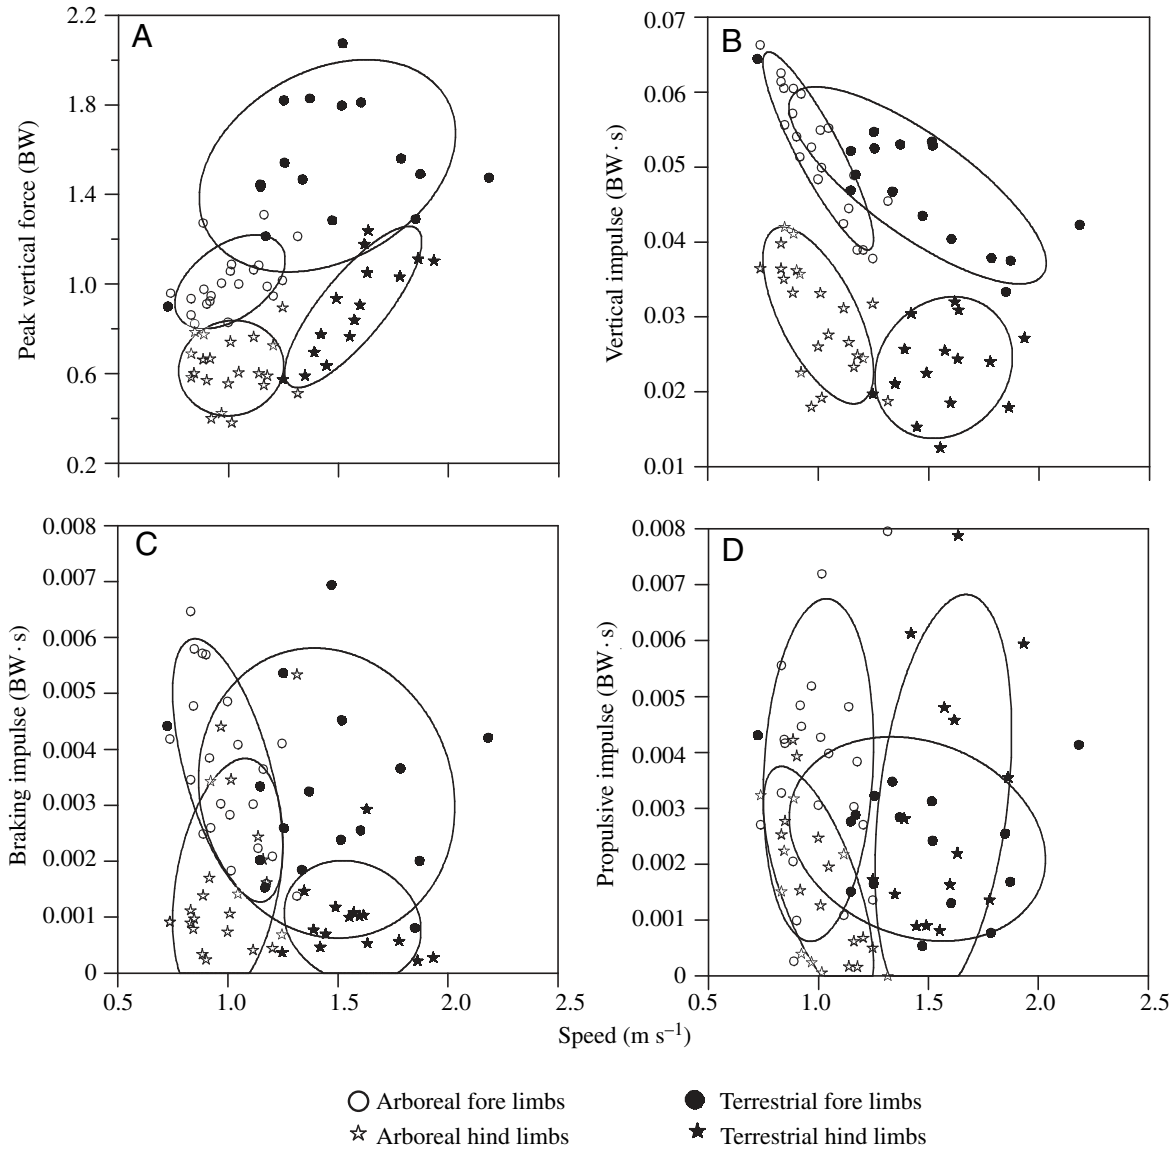 A
Peak vertical force (BW)
2.2
1.8
1.4
1.0
0.6
0.2
B
Vertical impulse (BW·s)
0.07
0.06
0.05
0.04
0.03
0.02
0.01
C
Braking impulse (BW·s)
0.008
0.007
0.006
0.005
0.004
0.003
0.002
0.001
0
0.5 1.0 1.5 2.0 2.5
D
Propulsive impulse (BW·s)
0.008
0.007
0.006
0.005
0.004
0.003
0.002
0.001
0
0.5 1.0 1.5 2.0 2.5
Speed (m s⁻¹)
Arboreal fore limbs
Terrestrial fore limbs
Arboreal hind limbs
Terrestrial hind limbs